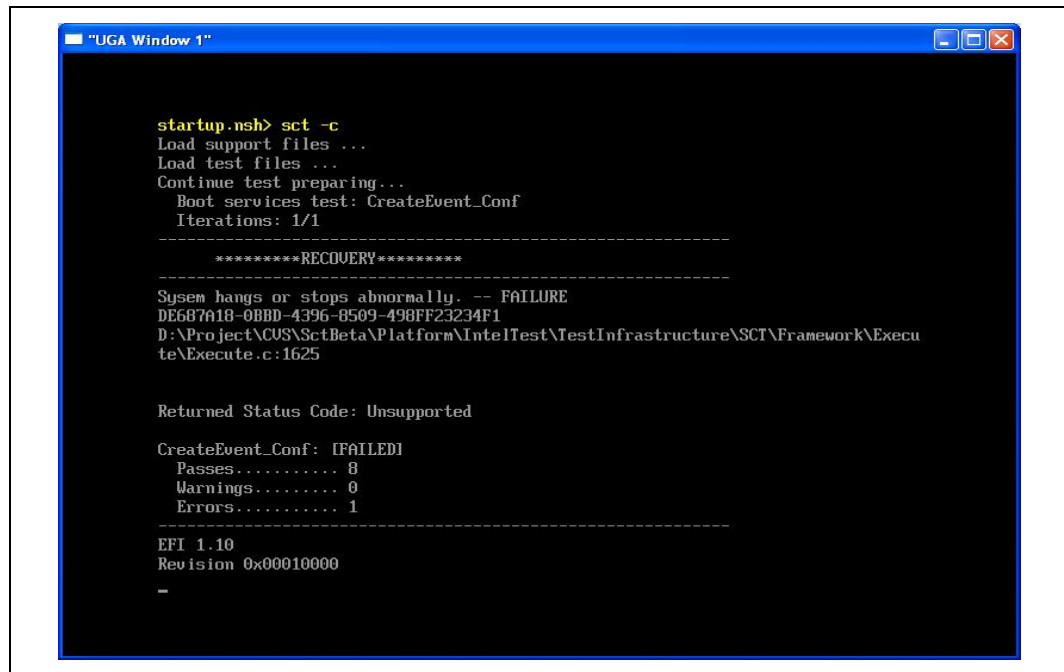 "UGA Window 1"
startup.nsh> sct -c
Load support files ...
Load test files ...
Continue test preparing...
Boot services test: CreateEvent_Conf
Iterations: 1/1
------------------------------------------------------------
*********RECOVERY*********
------------------------------------------------------------
Sysem hangs or stops abnormally. -- FAILURE
DE687A18-0BBD-4396-8509-498FF23234F1
D:\Project\CVS\SctBeta\Platform\IntelTest\TestInfrastructure\SCT\Framework\Execu
te\Execute.c:1625
Returned Status Code: Unsupported
CreateEvent_Conf: [FAILED]
Passes........... 8
Warnings......... 0
Errors........... 1
------------------------------------------------------------
EFI 1.10
Revision 0x00010000
_